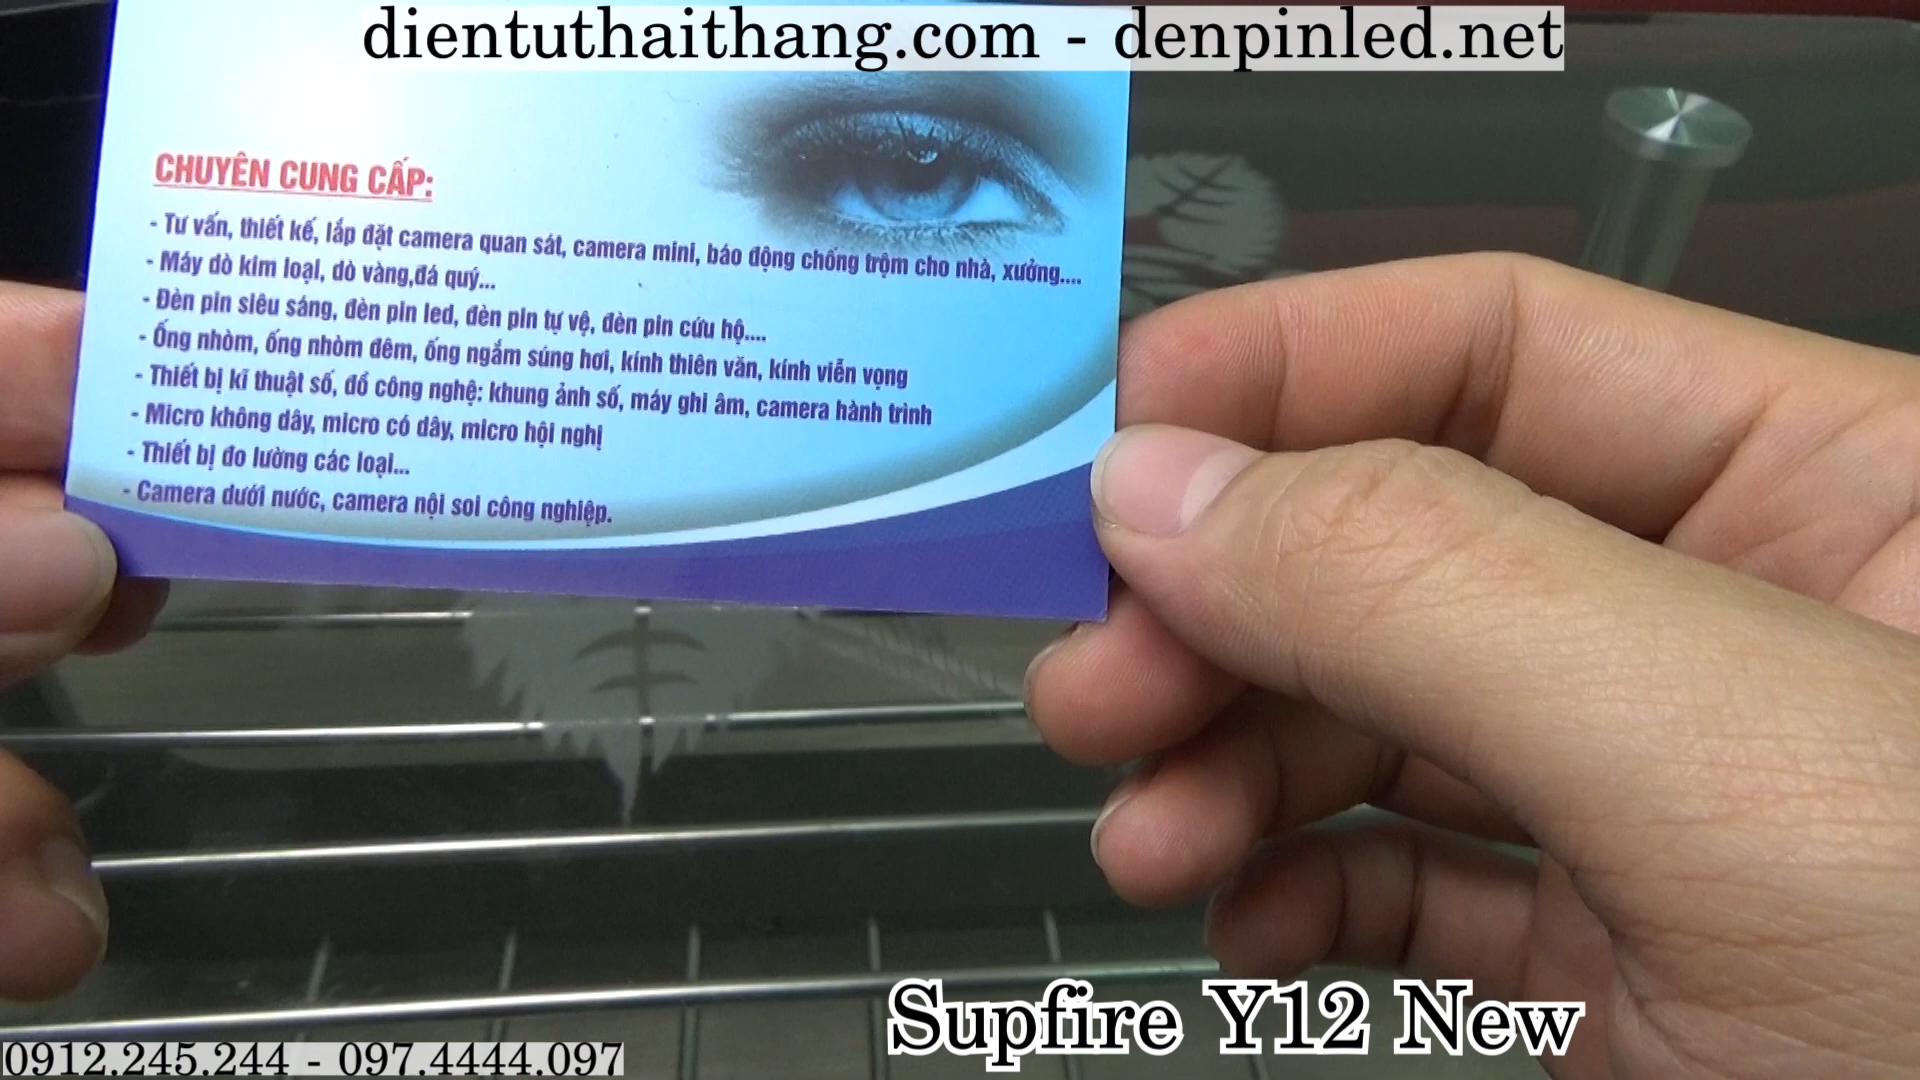 dientuthaithang.com - denpinled.net
CHUYÊN CUNG CẤP:
- Tư vấn, thiết kế, lắp đặt camera quan sát, camera mini, báo động chống trộm cho nhà, xưởng....
- Máy dò kim loại, dò vàng,đá quý...
- Đèn pin siêu sáng, đèn pin led, đèn pin tự vệ, đèn pin cứu hộ....
- Ống nhòm, ống nhòm đêm, ống ngắm súng hơi, kính thiên văn, kính viễn vọng
- Thiết bị kĩ thuật số, đồ công nghệ: khung ảnh số, máy ghi âm, camera hành trình
- Micro không dây, micro có dây, micro hội nghị
- Thiết bị đo lường các loại...
- Camera dưới nước, camera nội soi công nghiệp.
Supfire Y12 New
0912.245.244 - 097.4444.097